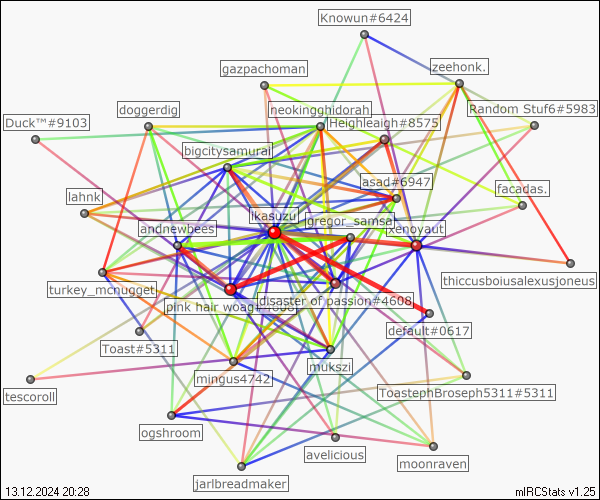 Knowun#6424
gazpachoman
zeehonk.
Duck™#9103
doggerdig
neokingghidorah
Heighleaigh#8575
Random Stuf6#5983
bigcitysamurai
asad#6947
lahnk
facadas.
ikasuzu
gregor_samsa
andnewbees
xenoyaut
turkey_mcnugget
thiccusboiusalexusjoneus
pink hair woag
disaster of passion#4608
default#0617
Toast#5311
mukszi
tescoroll
mingus4742
ToastephBroseph5311#5311
ogshroom
avelicious
moonraven
jarlbreadmaker
13.12.2024 20:28
mIRCStats v1.25